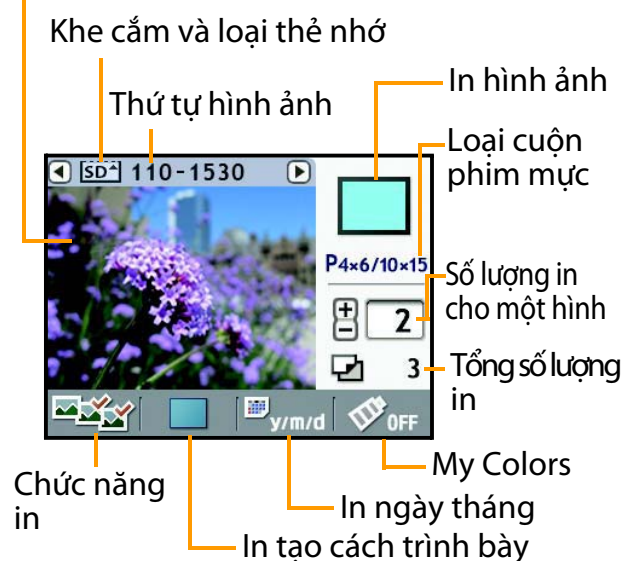 Khe cắm và loại thẻ nhớ
Thứ tự hình ảnh
In hình ảnh
Loại cuộn
phim mực
SD 110-1530
P4×6/10×15
Số lượng in
cho một hình
2
3
Tổng số lượng
in
y/m/d
OFF
Chức năng
in
My Colors
In ngày tháng
In tạo cách trình bày